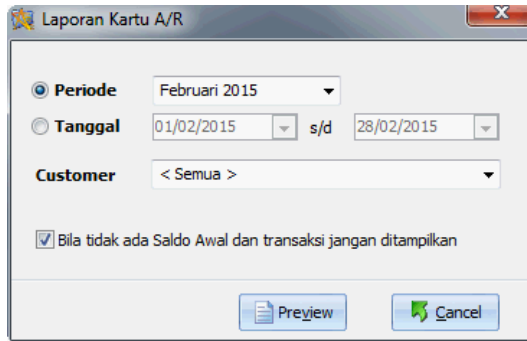 Laporan Kartu A/R
Periode Februari 2015
Tanggal 01/02/2015 s/d 28/02/2015
Customer < Semua >
Bila tidak ada Saldo Awal dan transaksi jangan ditampilkan
Preview Cancel